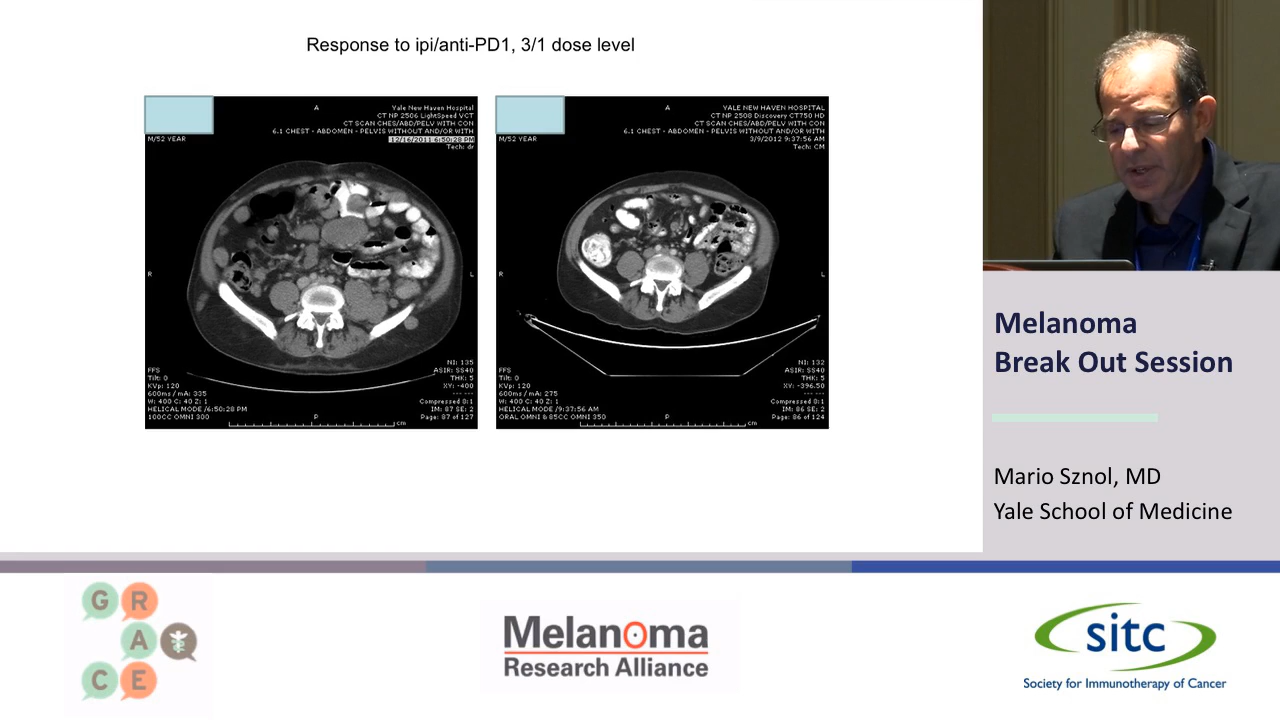 Response to ipi/anti-PD1, 3/1 dose level
A
Yale New Haven Hospital
CT NP 2506 LightSpeed VCT
CT SCAN CHES/ABD/PELV WITH CON
6.1 CHEST - ABDOMEN - PELVIS WITHOUT AND/OR WITH
M/52 YEAR
12/16/2011 6:50:28 PM
Tech: dr
R
L
NI: 135
FFS
ASIR: SS40
Tilt: 0
THK: 5
KVp: 120
XY: -400
600ms / mA: 335
--- ---
W: 400 C: 40 Z: 1
Compressed 8:1
HELICAL MODE /6:50:28 PM
IM: 87 SE: 2
100CC OMNI 300
P
Page: 87 of 127
cm
A
YALE NEW HAVEN HOSPITAL
CT NP 2508 Discovery CT750 HD
CT SCAN CHES/ABD/PELV WITH CON
6.1 CHEST - ABDOMEN - PELVIS WITHOUT AND/OR WITH
M/52 YEAR
3/9/2012 9:37:56 AM
Tech: CM
R
L
NI: 132
FFS
ASIR: SS40
Tilt: 0
THK: 5
KVp: 120
XY: -396.50
600ms / mA: 275
--- ---
W: 400 C: 40 Z: 1
Compressed 8:1
HELICAL MODE /9:37:56 AM
IM: 86 SE: 2
ORAL OMNI & 85CC OMNI 350
P
Page: 86 of 124
cm
Melanoma
Break Out Session
Mario Sznol, MD
Yale School of Medicine
G R
A
C E
Melanoma
Research Alliance
sitc
Society for Immunotherapy of Cancer